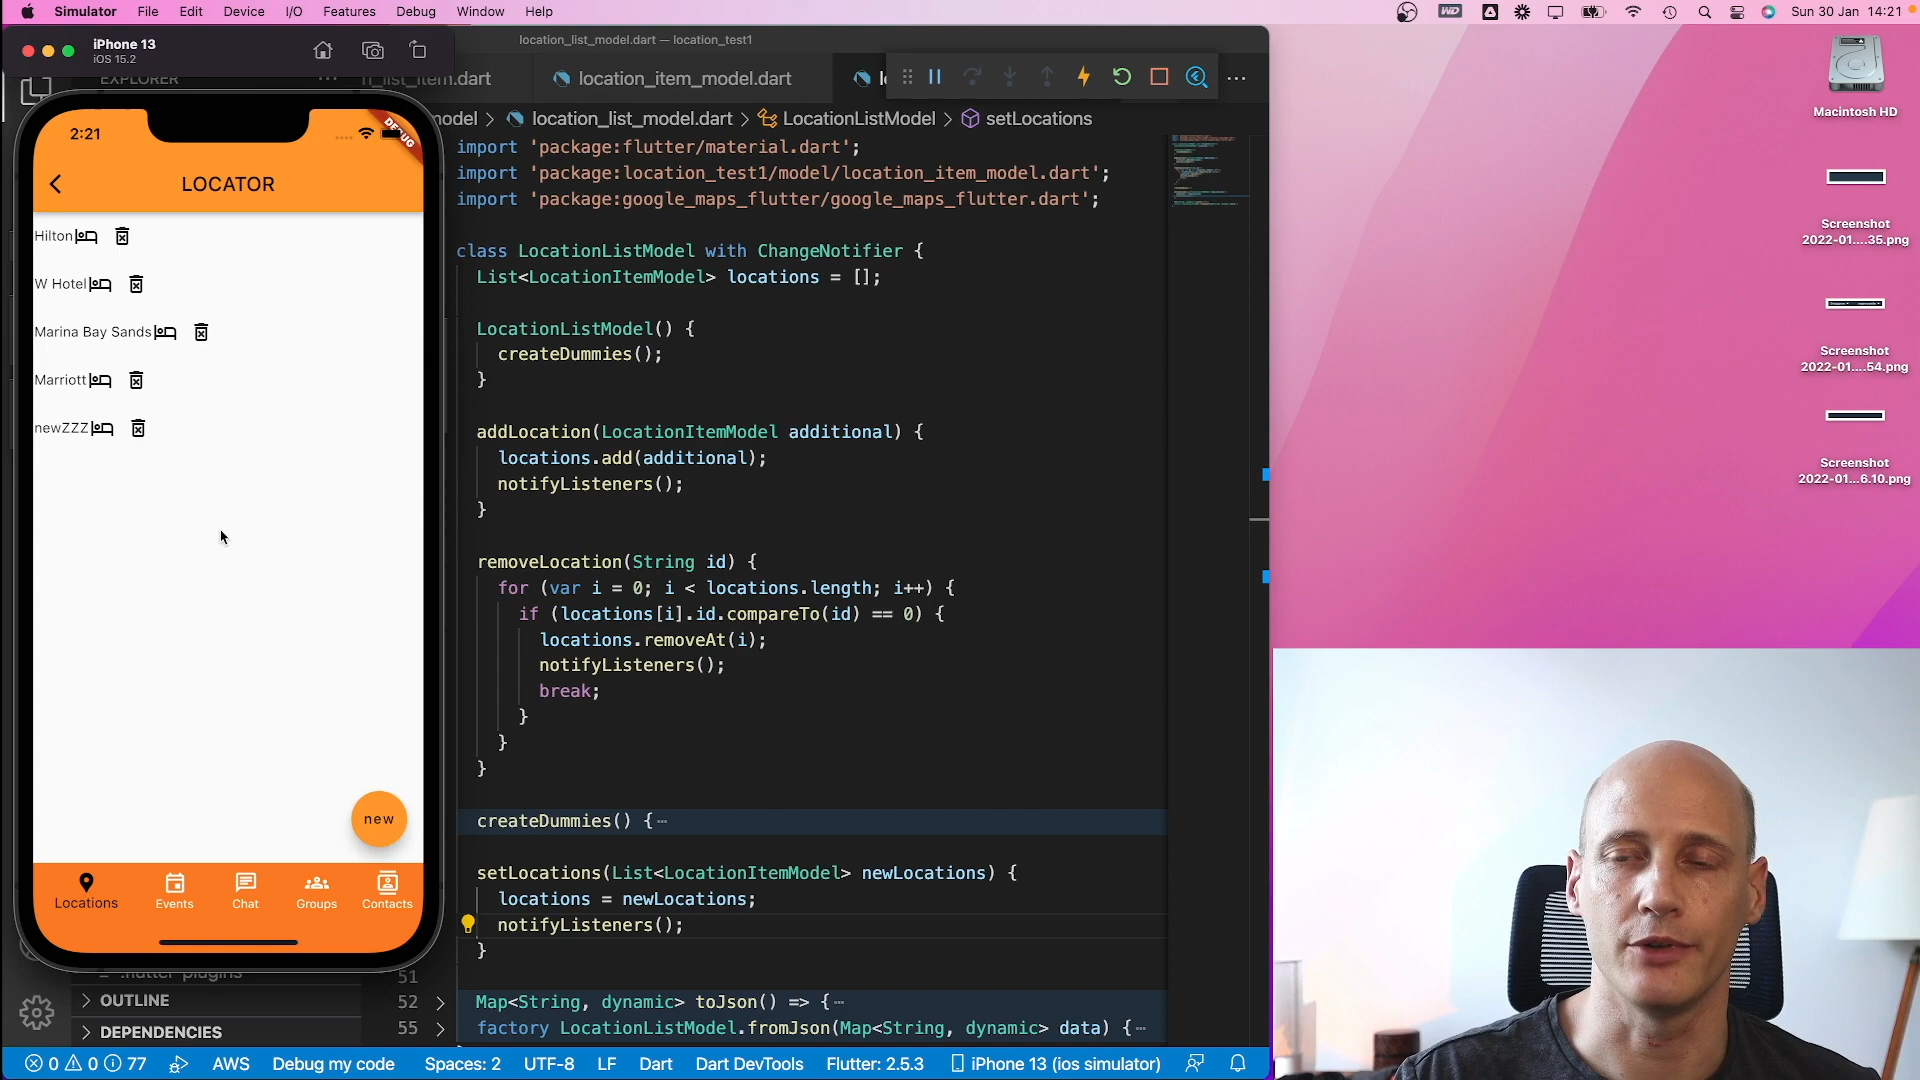 Simulator File Edit Device I/O Features Debug Window Help
WD
Sun 30 Jan 14:21
iPhone 13
iOS 15.2
location_list_model.dart — location_test1
EXPLORER
n_list_item.dart
location_item_model.dart
model > location_list_model.dart > LocationListModel > setLocations
2:21
DEBUG
LOCATOR
Hilton
W Hotel
Marina Bay Sands
Marriott
newZZZ
new
Locations
Events
Chat
Groups
Contacts
import 'package:flutter/material.dart';
import 'package:location_test1/model/location_item_model.dart';
import 'package:google_maps_flutter/google_maps_flutter.dart';
class LocationListModel with ChangeNotifier {
List<LocationItemModel> locations = [];
LocationListModel() {
createDummies();
}
addLocation(LocationItemModel additional) {
locations.add(additional);
notifyListeners();
}
removeLocation(String id) {
for (var i = 0; i < locations.length; i++) {
if (locations[i].id.compareTo(id) == 0) {
locations.removeAt(i);
notifyListeners();
break;
}
}
}
createDummies() {…
setLocations(List<LocationItemModel> newLocations) {
locations = newLocations;
notifyListeners();
}
51
52 > Map<String, dynamic> toJson() => {…
55 > factory LocationListModel.fromJson(Map<String, dynamic> data) {…
.flutter-plugins
OUTLINE
DEPENDENCIES
0 0 77 AWS Debug my code Spaces: 2 UTF-8 LF Dart Dart DevTools Flutter: 2.5.3 iPhone 13 (ios simulator)
Macintosh HD
Screenshot
2022-01....35.png
Screenshot
2022-01....54.png
Screenshot
2022-01...6.10.png